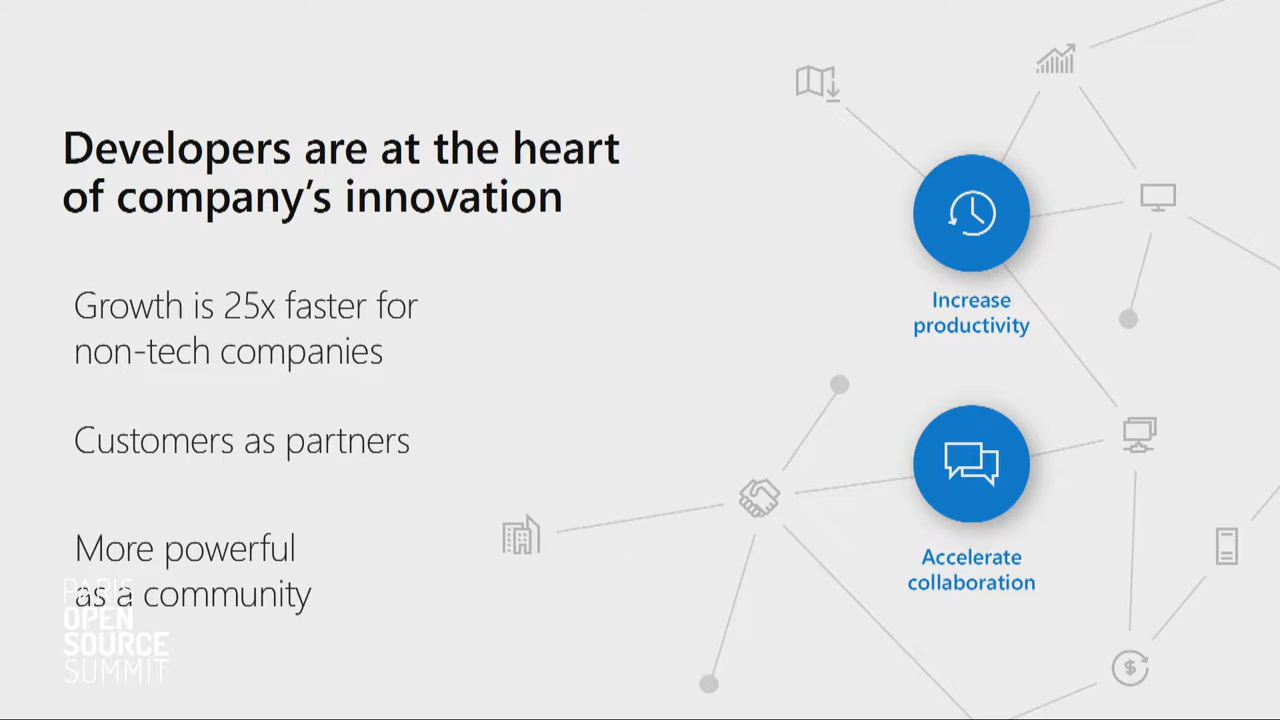 Developers are at the heart
of company's innovation
Growth is 25x faster for
non-tech companies
Customers as partners
More powerful
as a community
Increase
productivity
Accelerate
collaboration
$
PARIS
OPEN
SOURCE
SUMMIT